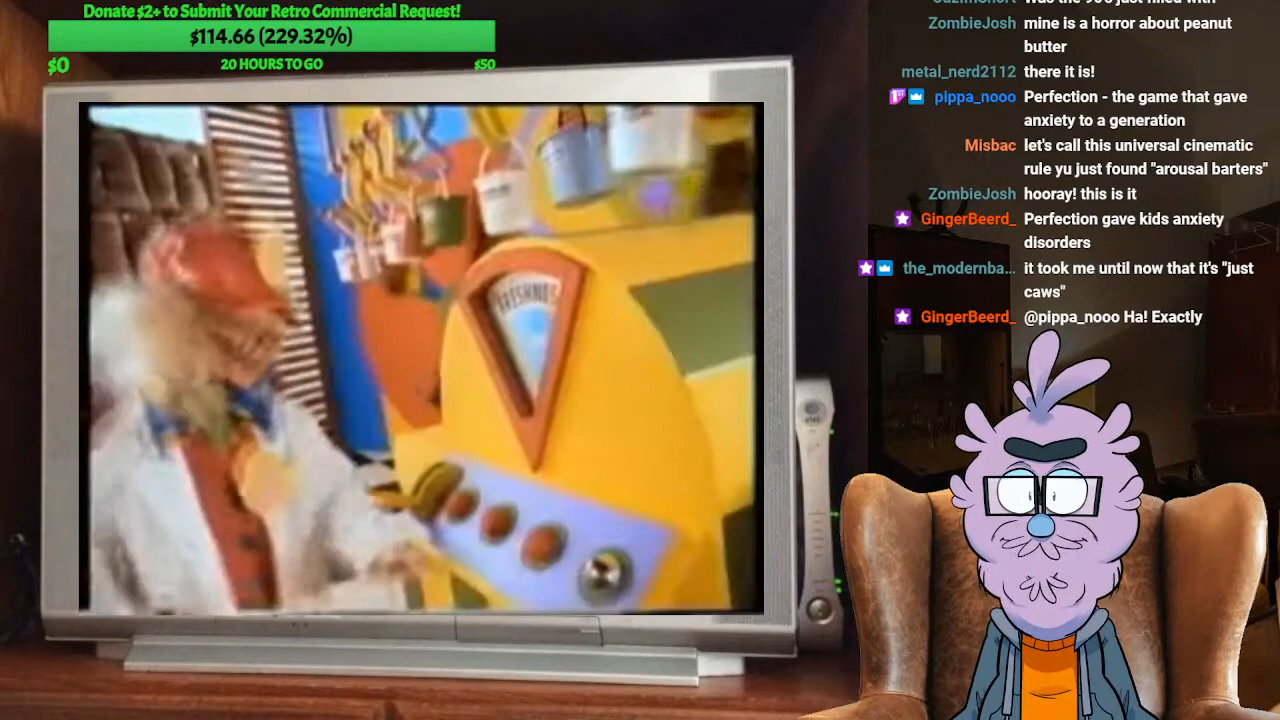 Donate $2+ to Submit Your Retro Commercial Request!
$114.66 (229.32%)
$0
20 HOURS TO GO
$50
ZombieJosh mine is a horror about peanut
butter
metal_nerd2112 there it is!
pippa_nooo Perfection - the game that gave
anxiety to a generation
Misbac let's call this universal cinematic
rule yu just found "arousal barters"
ZombieJosh hooray! this is it
GingerBeerd_ Perfection gave kids anxiety
disorders
the_modernba... it took me until now that it's "just
caws"
GingerBeerd_ @pippa_nooo Ha! Exactly